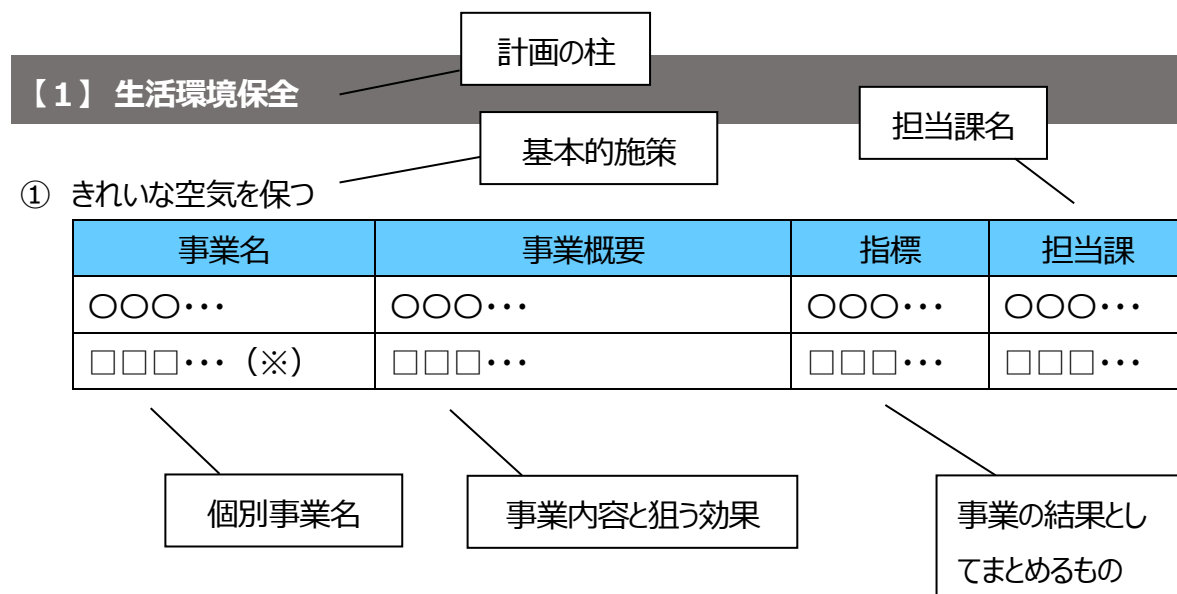 計画の柱
【1】 生活環境保全
担当課名
基本的施策
① きれいな空気を保つ
事業名 事業概要 指標 担当課
〇〇〇・・・ 〇〇〇・・・ 〇〇〇・・・ 〇〇〇・・・
□□□・・・（※） □□□・・・ □□□・・・ □□□・・・
個別事業名 事業内容と狙う効果 事業の結果とし
てまとめるもの